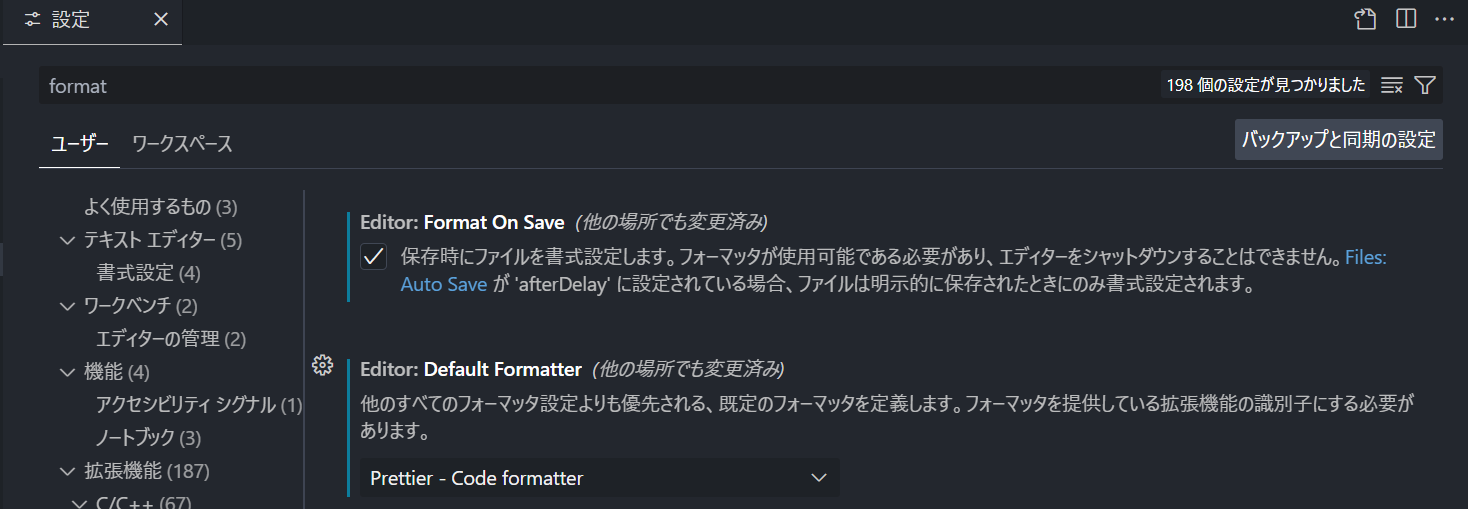 設定
format
198 個の設定が見つかりました
ユーザー ワークスペース
バックアップと同期の設定
よく使用するもの (3)
テキスト エディター (5)
書式設定 (4)
ワークベンチ (2)
エディターの管理 (2)
機能 (4)
アクセシビリティ シグナル (1)
ノートブック (3)
拡張機能 (187)
C/C++ (67)
Editor: Format On Save (他の場所でも変更済み)
保存時にファイルを書式設定します。フォーマッタが使用可能である必要があり、エディターをシャットダウンすることはできません。Files:
Auto Save が 'afterDelay' に設定されている場合、ファイルは明示的に保存されたときにのみ書式設定されます。
Editor: Default Formatter (他の場所でも変更済み)
他のすべてのフォーマッタ設定よりも優先される、既定のフォーマッタを定義します。フォーマッタを提供している拡張機能の識別子にする必要が
あります。
Prettier - Code formatter